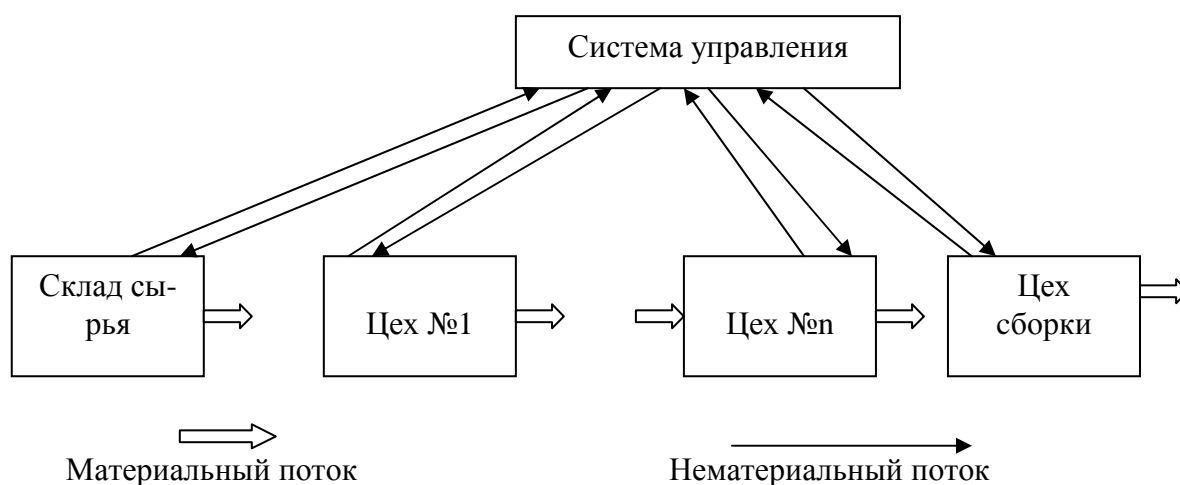 Система управления
Склад сы-
рья
Цех №1
Цех №n
Цех
сборки
Материальный поток
Нематериальный поток